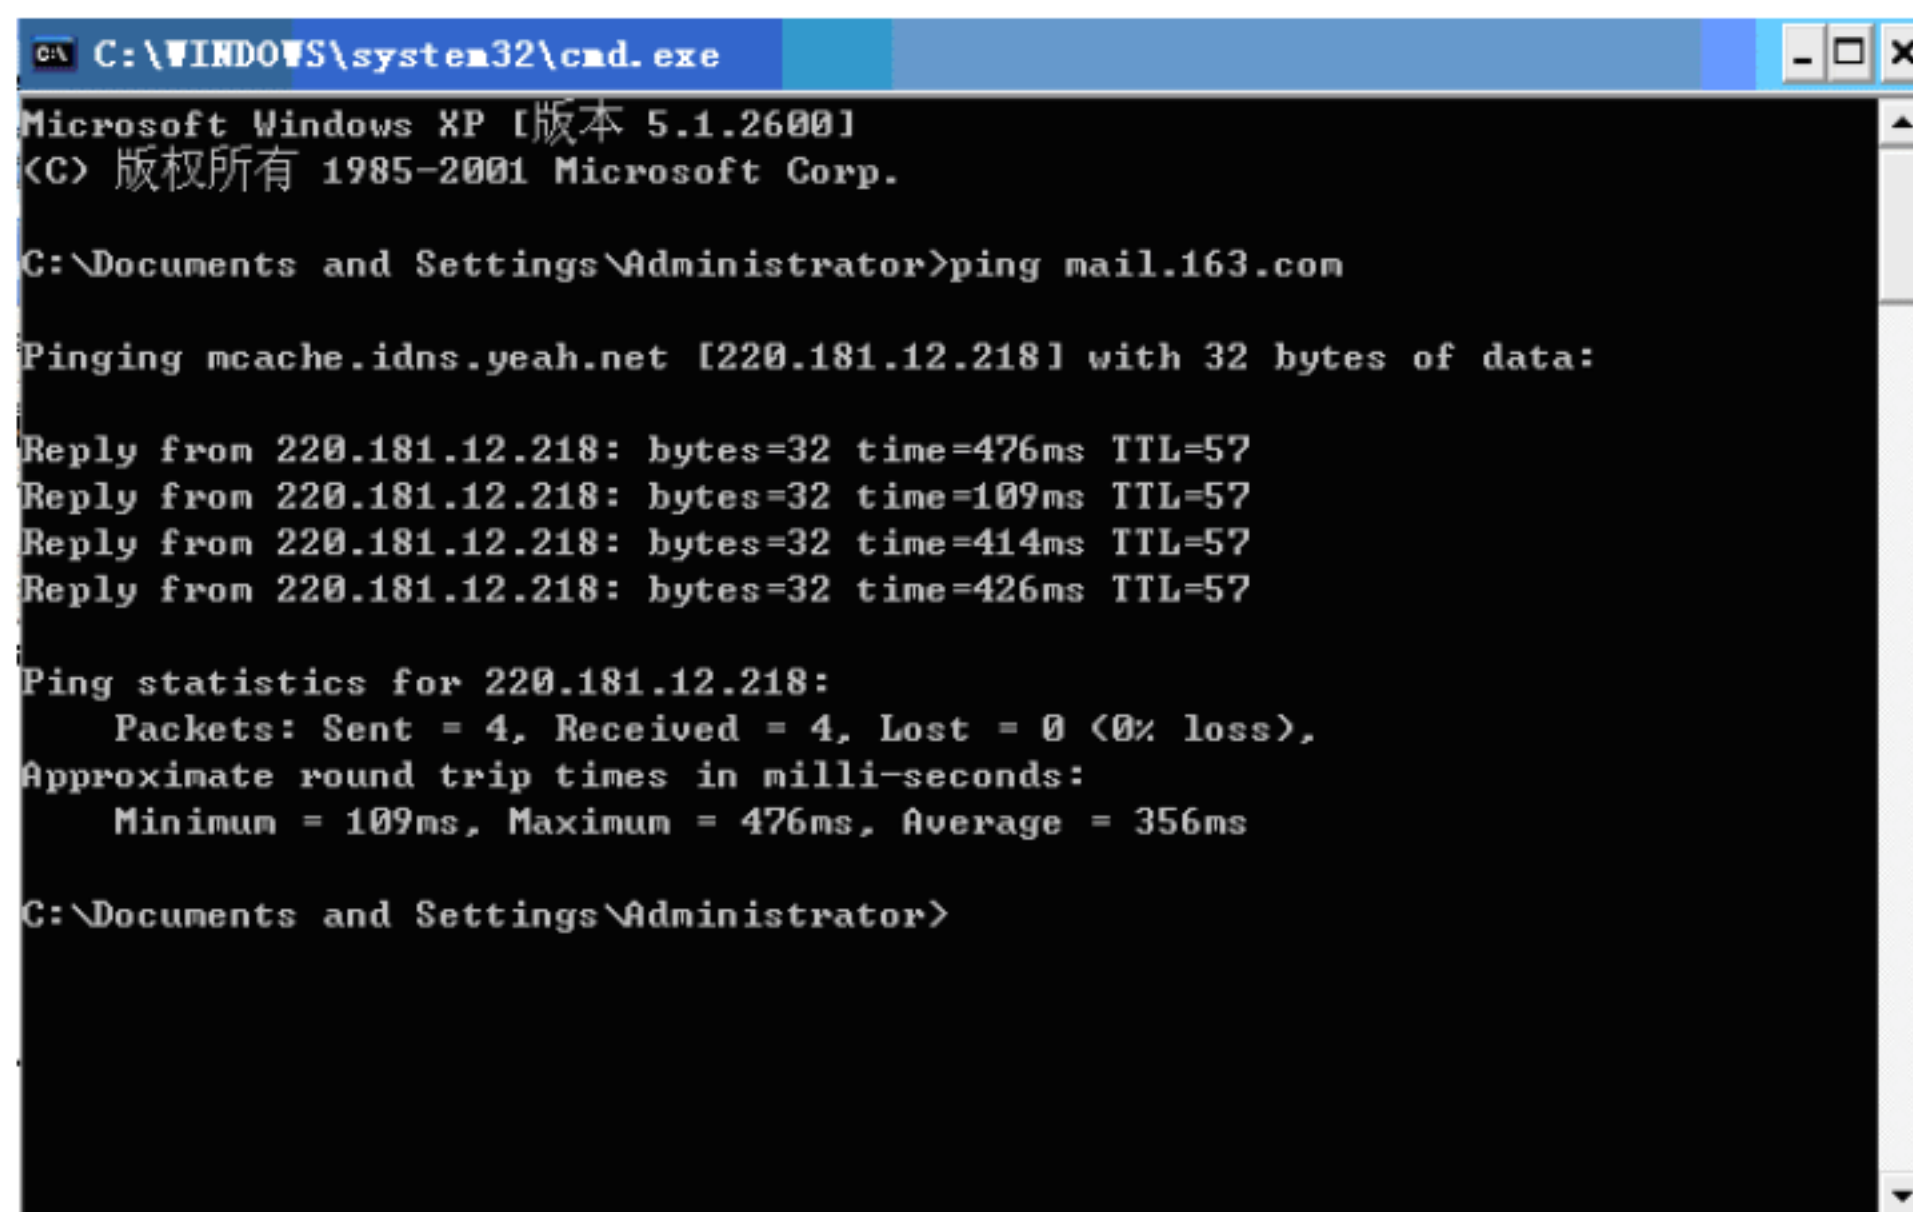 C:\WINDOWS\system32\cmd.exe
Microsoft Windows XP [版本 5.1.2600]
(C) 版权所有 1985-2001 Microsoft Corp.
C:\Documents and Settings\Administrator>ping mail.163.com
Pinging mcache.idns.yeah.net [220.181.12.218] with 32 bytes of data:
Reply from 220.181.12.218: bytes=32 time=476ms TTL=57
Reply from 220.181.12.218: bytes=32 time=109ms TTL=57
Reply from 220.181.12.218: bytes=32 time=414ms TTL=57
Reply from 220.181.12.218: bytes=32 time=426ms TTL=57
Ping statistics for 220.181.12.218:
Packets: Sent = 4, Received = 4, Lost = 0 (0% loss),
Approximate round trip times in milli-seconds:
Minimum = 109ms, Maximum = 476ms, Average = 356ms
C:\Documents and Settings\Administrator>